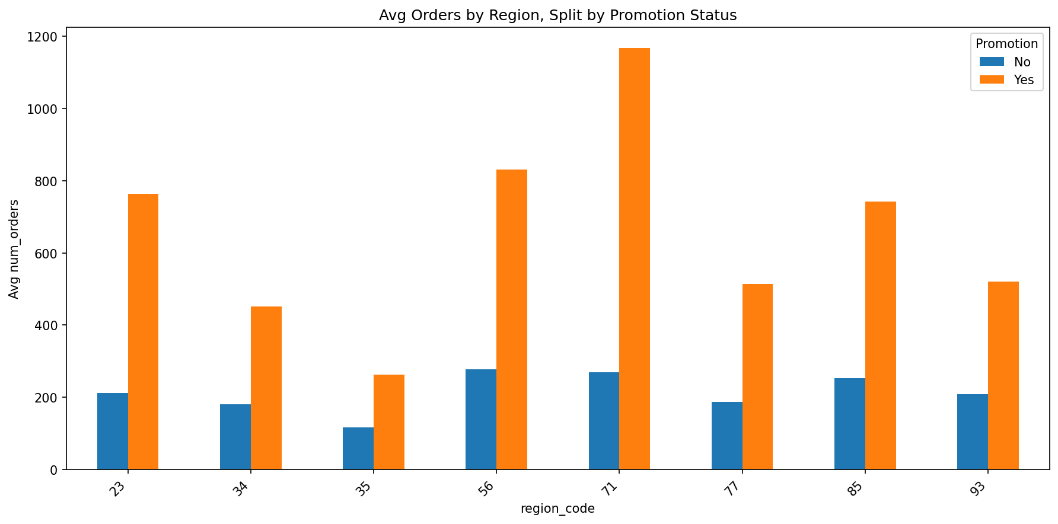 Avg Orders by Region, Split by Promotion Status
Promotion
No
Yes
1200
1000
800
600
400
200
0
Avg num_orders
23
34
35
56
71
77
85
93
region_code